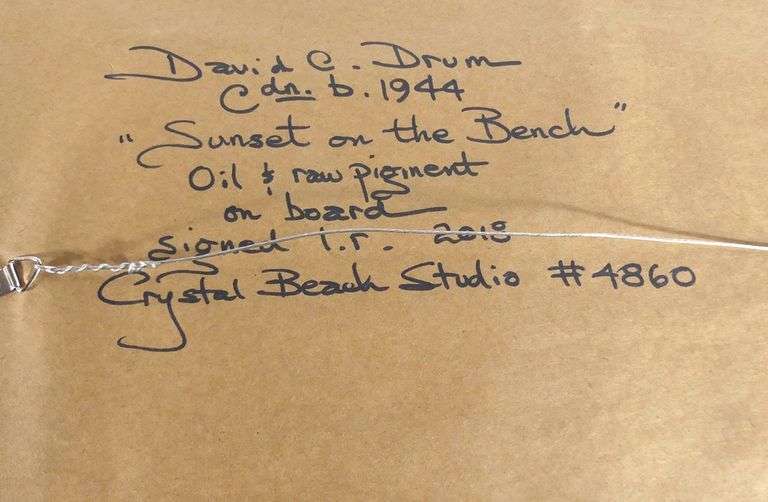 David C. Drum
Cdn. b. 1944
"Sunset on the Bench"
Oil & raw pigment
on board
signed l.r. 2018
Crystal Beach Studio #4860